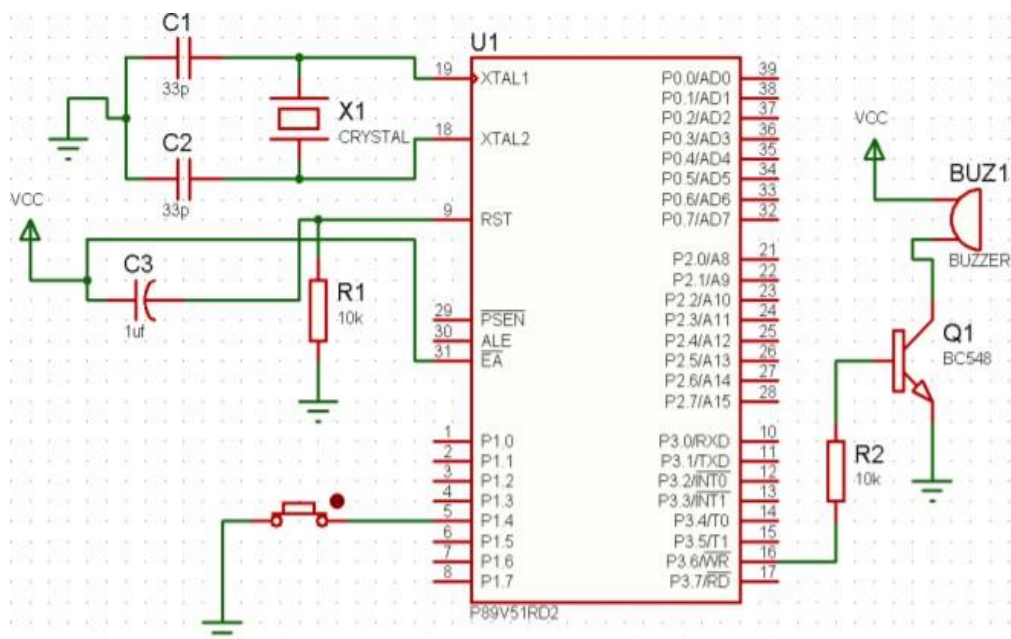 C1
33p
X1
CRYSTAL
C2
33p
VCC
C3
1uf
R1
10k
U1
19 XTAL1
18 XTAL2
9 RST
29 PSEN
30 ALE
31 EA
1 P1.0
2 P1.1
3 P1.2
4 P1.3
5 P1.4
6 P1.5
7 P1.6
8 P1.7
P0.0/AD0 39
P0.1/AD1 38
P0.2/AD2 37
P0.3/AD3 36
P0.4/AD4 35
P0.5/AD5 34
P0.6/AD6 33
P0.7/AD7 32
P2.0/A8 21
P2.1/A9 22
P2.2/A10 23
P2.3/A11 24
P2.4/A12 25
P2.5/A13 26
P2.6/A14 27
P2.7/A15 28
P3.0/RXD 10
P3.1/TXD 11
P3.2/INT0 12
P3.3/INT1 13
P3.4/T0 14
P3.5/T1 15
P3.6/WR 16
P3.7/RD 17
P89V51RD2
VCC
BUZ1
BUZZER
Q1
BC548
R2
10k